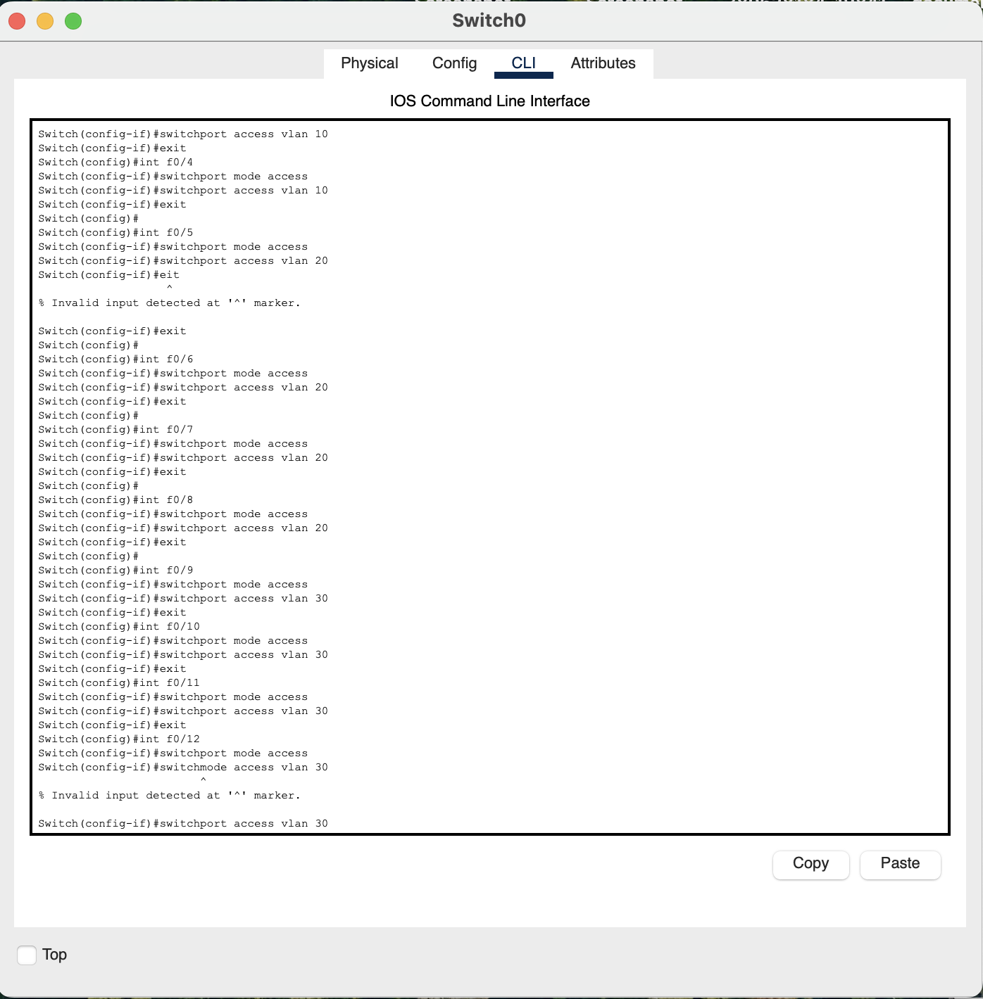 Switch0
Physical Config CLI Attributes
IOS Command Line Interface
Switch(config-if)#switchport access vlan 10
Switch(config-if)#exit
Switch(config)#int f0/4
Switch(config-if)#switchport mode access
Switch(config-if)#switchport access vlan 10
Switch(config-if)#exit
Switch(config)#
Switch(config)#int f0/5
Switch(config-if)#switchport mode access
Switch(config-if)#switchport access vlan 20
Switch(config-if)#eit
^
% Invalid input detected at '^' marker.
Switch(config-if)#exit
Switch(config)#
Switch(config)#int f0/6
Switch(config-if)#switchport mode access
Switch(config-if)#switchport access vlan 20
Switch(config-if)#exit
Switch(config)#
Switch(config)#int f0/7
Switch(config-if)#switchport mode access
Switch(config-if)#switchport access vlan 20
Switch(config-if)#exit
Switch(config)#
Switch(config)#int f0/8
Switch(config-if)#switchport mode access
Switch(config-if)#switchport access vlan 20
Switch(config-if)#exit
Switch(config)#
Switch(config)#int f0/9
Switch(config-if)#switchport mode access
Switch(config-if)#switchport access vlan 30
Switch(config-if)#exit
Switch(config)#int f0/10
Switch(config-if)#switchport mode access
Switch(config-if)#switchport access vlan 30
Switch(config-if)#exit
Switch(config)#int f0/11
Switch(config-if)#switchport mode access
Switch(config-if)#switchport access vlan 30
Switch(config-if)#exit
Switch(config)#int f0/12
Switch(config-if)#switchport mode access
Switch(config-if)#switchmode access vlan 30
^
% Invalid input detected at '^' marker.
Switch(config-if)#switchport access vlan 30
Copy Paste
Top